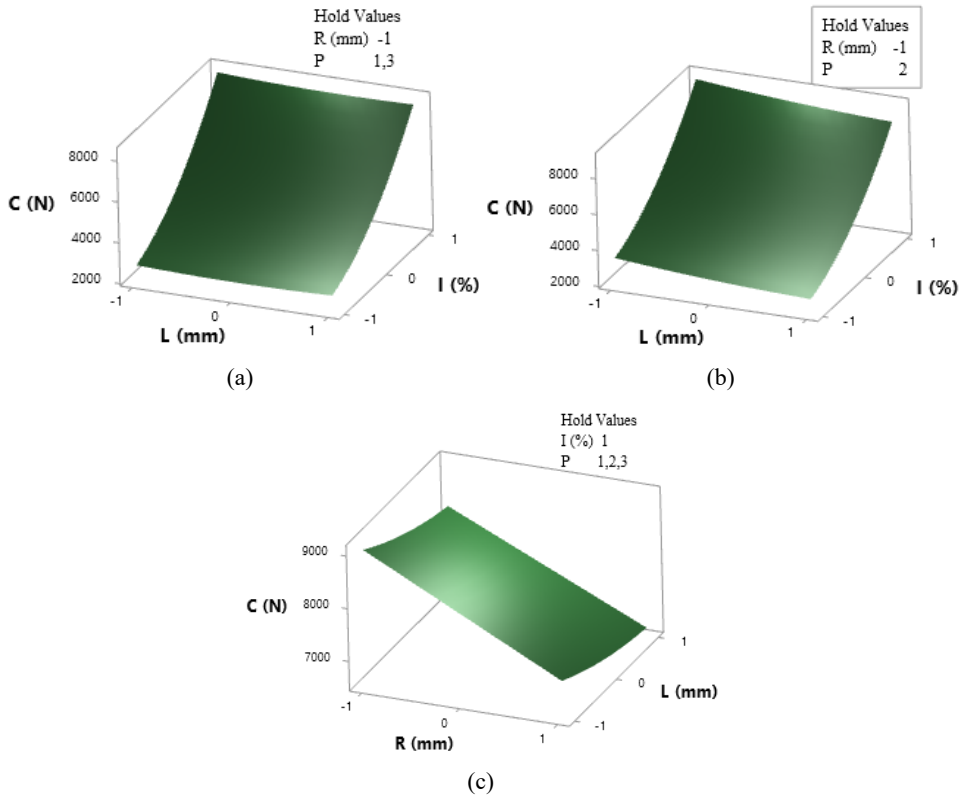 Hold Values
R (mm) -1
P 1,3
8000
6000
4000
2000
C (N)
-1
0
1
L (mm)
-1
0
1
I (%)
(a)
Hold Values
R (mm) -1
P 2
8000
6000
4000
2000
C (N)
-1
0
1
L (mm)
-1
0
1
I (%)
(b)
Hold Values
I (%) 1
P 1,2,3
9000
8000
7000
C (N)
-1
0
1
R (mm)
-1
0
1
L (mm)
(c)